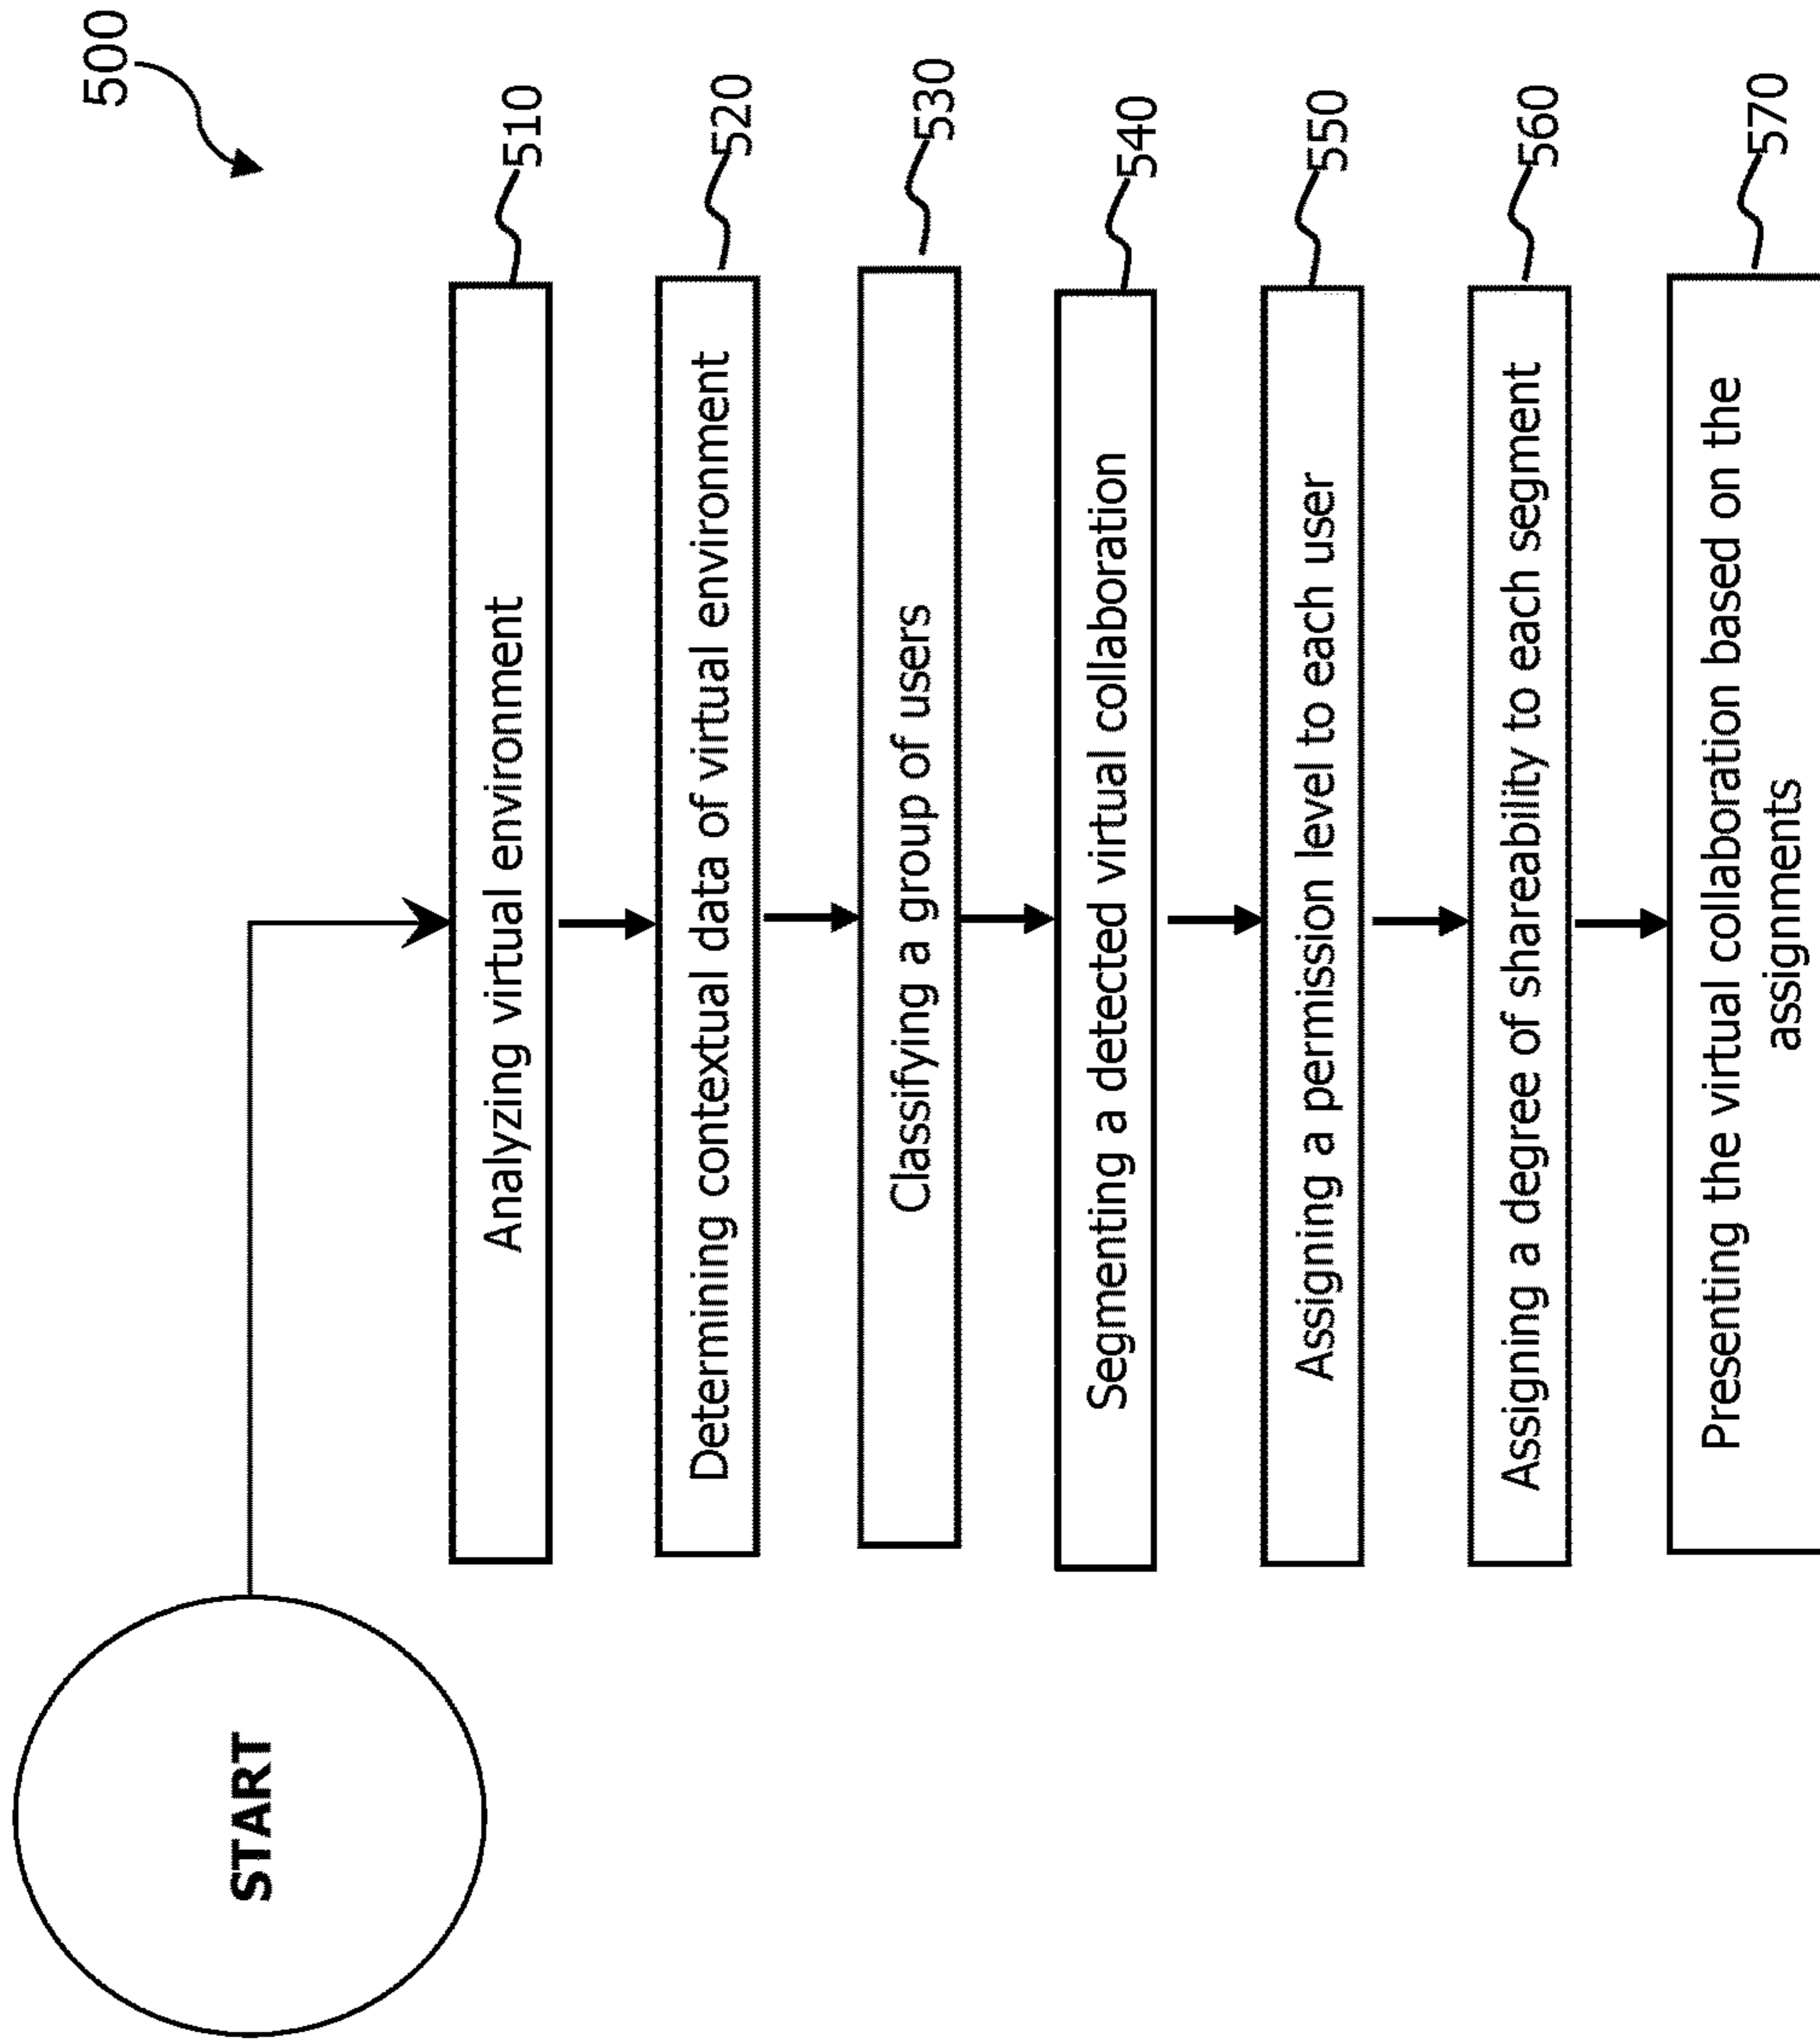 500
START
Analyzing virtual environment
510
Determining contextual data of virtual environment
520
Classifying a group of users
530
Segmenting a detected virtual collaboration
540
Assigning a permission level to each user
550
Assigning a degree of shareability to each segment
560
Presenting the virtual collaboration based on the
assignments
570